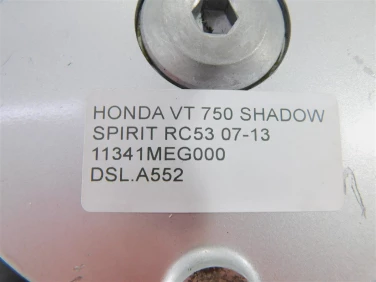 HONDA VT 750 SHADOW
SPIRIT RC53 07-13
11341MEG000
DSL.A552